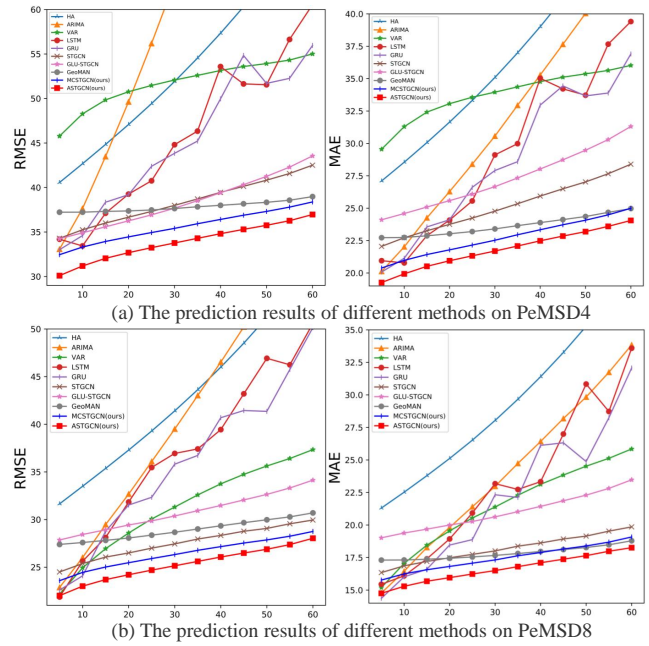 60
55
50
45
40
35
30
RMSE
HA
ARIMA
VAR
LSTM
GRU
STGCN
GLU-STGCN
GeoMAN
MCSTGCN(ours)
ASTGCN(ours)
10 20 30 40 50 60
40.0
37.5
35.0
32.5
30.0
27.5
25.0
22.5
20.0
MAE
HA
ARIMA
VAR
LSTM
GRU
STGCN
GLU-STGCN
GeoMAN
MCSTGCN(ours)
ASTGCN(ours)
10 20 30 40 50 60
(a) The prediction results of different methods on PeMSD4
50
45
40
35
30
25
RMSE
HA
ARIMA
VAR
LSTM
GRU
STGCN
GLU-STGCN
GeoMAN
MCSTGCN(ours)
ASTGCN(ours)
10 20 30 40 50 60
35.0
32.5
30.0
27.5
25.0
22.5
20.0
17.5
15.0
MAE
HA
ARIMA
VAR
LSTM
GRU
STGCN
GLU-STGCN
GeoMAN
MCSTGCN(ours)
ASTGCN(ours)
10 20 30 40 50 60
(b) The prediction results of different methods on PeMSD8